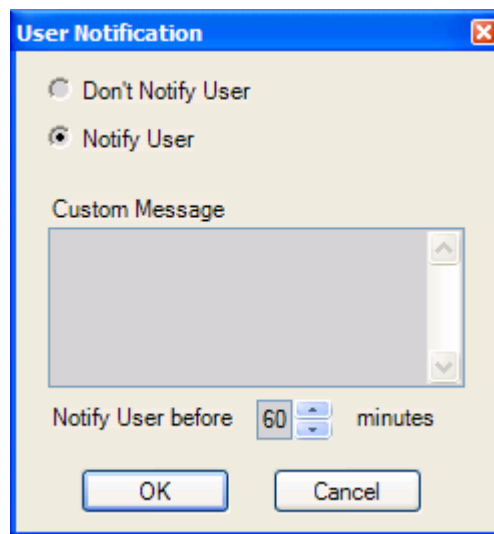 User Notification
Don't Notify User
Notify User
Custom Message
Notify User before 60 minutes
OK Cancel